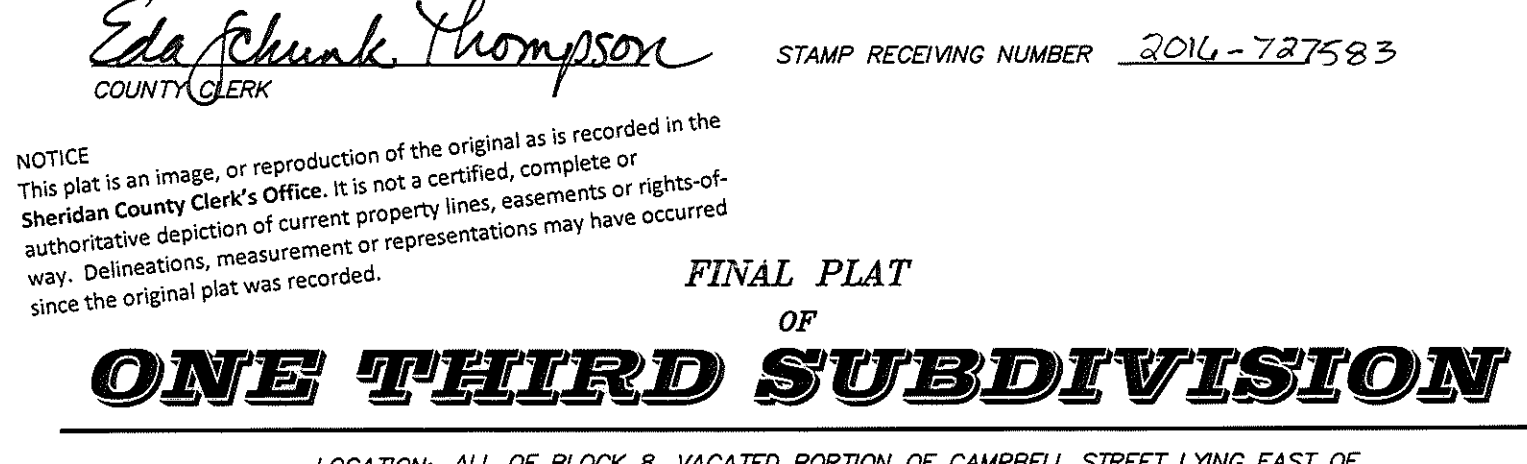 Eda Schunk Thompson
COUNTY CLERK
STAMP RECEIVING NUMBER 2016-727583
NOTICE
This plat is an image, or reproduction of the original as is recorded in the
Sheridan County Clerk's Office. It is not a certified, complete or
authoritative depiction of current property lines, easements or rights-of-
way. Delineations, measurement or representations may have occurred
since the original plat was recorded.
FINAL PLAT
OF
ONE THIRD SUBDIVISION
LOCATION: ALL OF BLOCK 8, VACATED PORTION OF CAMPBELL STREET LYING EAST OF